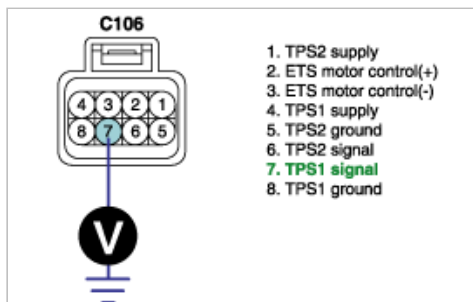 C106
4 3 2 1
8 7 6 5
V
1. TPS2 supply
2. ETS motor control(+)
3. ETS motor control(-)
4. TPS1 supply
5. TPS2 ground
6. TPS2 signal
7. TPS1 signal
8. TPS1 ground